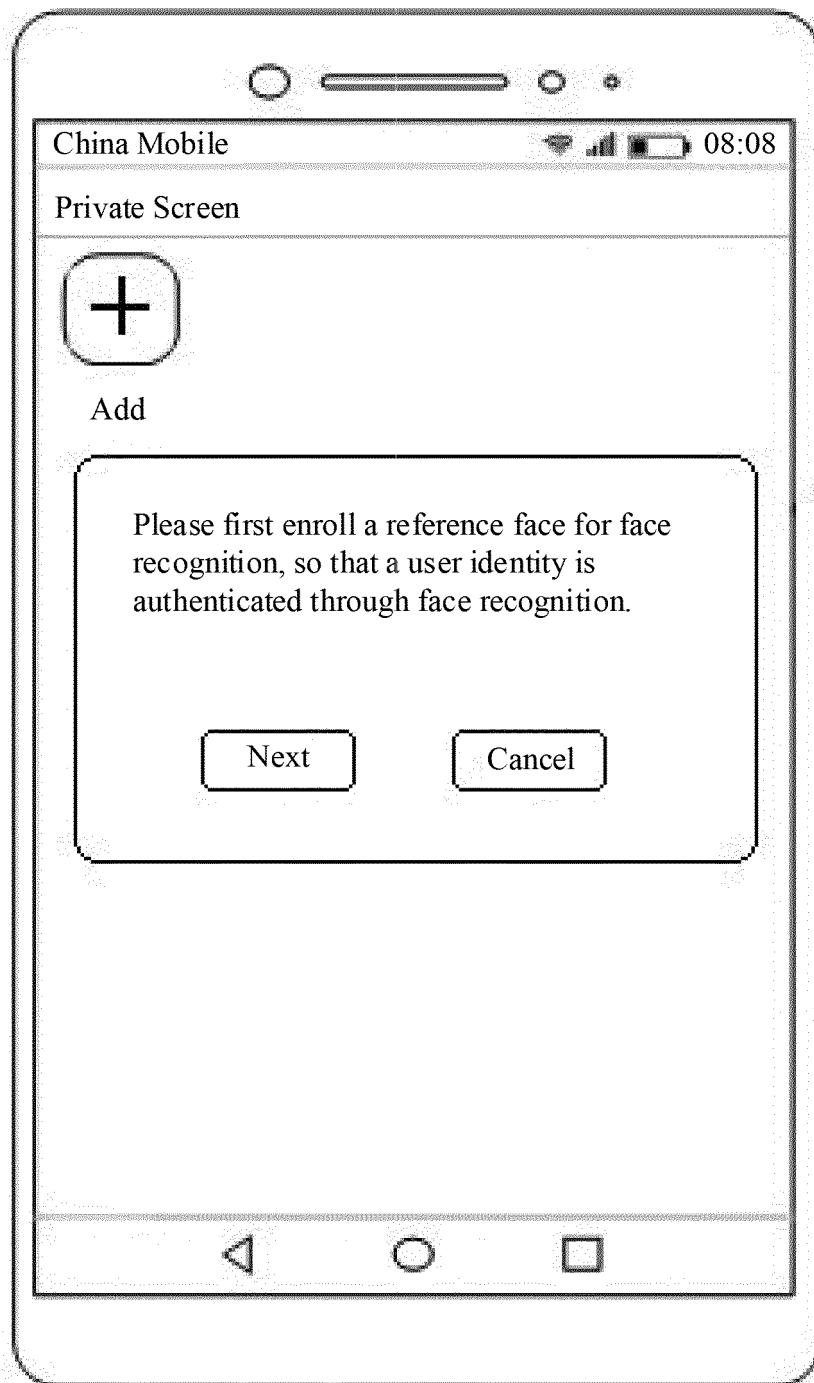 China Mobile 08:08
Private Screen
Add
Please first enroll a reference face for face
recognition, so that a user identity is
authenticated through face recognition.
Next Cancel